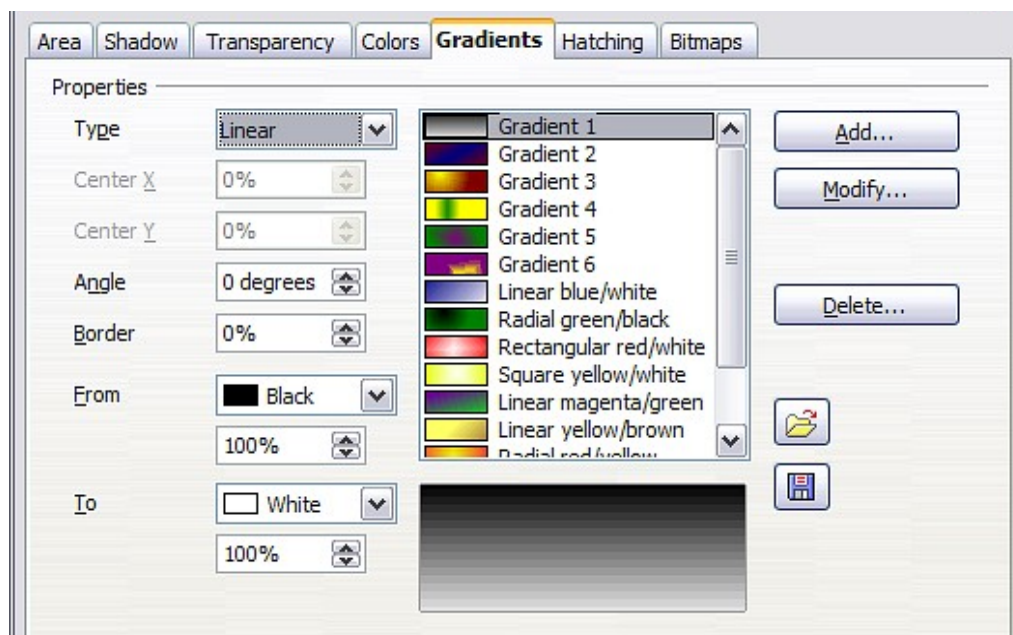 Area Shadow Transparency Colors Gradients Hatching Bitmaps
Properties
Type Linear
Center X 0%
Center Y 0%
Angle 0 degrees
Border 0%
From Black
100%
To White
100%
Gradient 1
Gradient 2
Gradient 3
Gradient 4
Gradient 5
Gradient 6
Linear blue/white
Radial green/black
Rectangular red/white
Square yellow/white
Linear magenta/green
Linear yellow/brown
Radial red/yellow
Add...
Modify...
Delete...